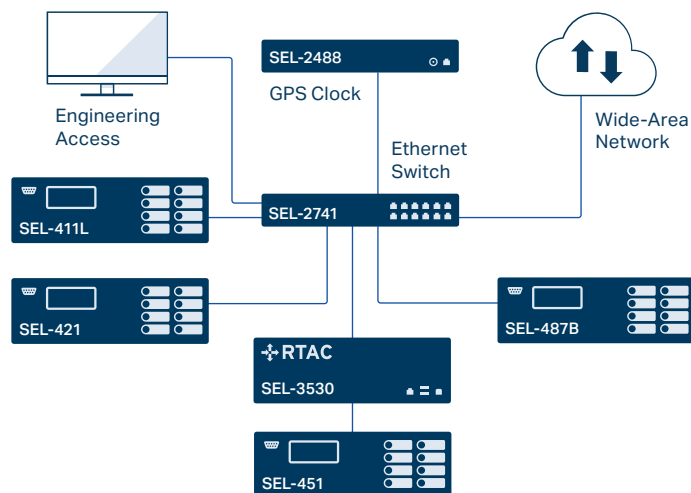 SEL-2488
GPS Clock
Engineering
Access
Wide-Area
Network
Ethernet
Switch
SEL-411L
SEL-2741
SEL-421
SEL-487B
RTAC
SEL-3530
SEL-451